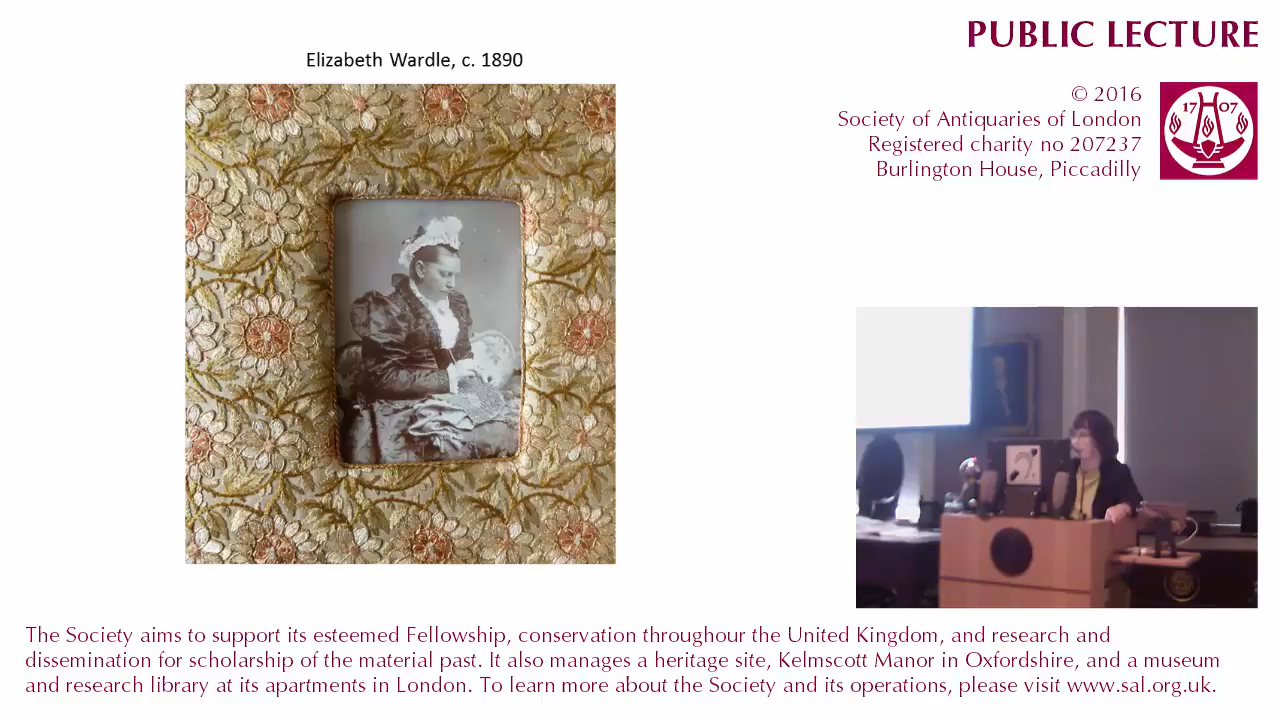 Elizabeth Wardle, c. 1890
PUBLIC LECTURE
© 2016
Society of Antiquaries of London
Registered charity no 207237
Burlington House, Piccadilly
17 07
The Society aims to support its esteemed Fellowship, conservation throughour the United Kingdom, and research and
dissemination for scholarship of the material past. It also manages a heritage site, Kelmscott Manor in Oxfordshire, and a museum
and research library at its apartments in London. To learn more about the Society and its operations, please visit www.sal.org.uk.